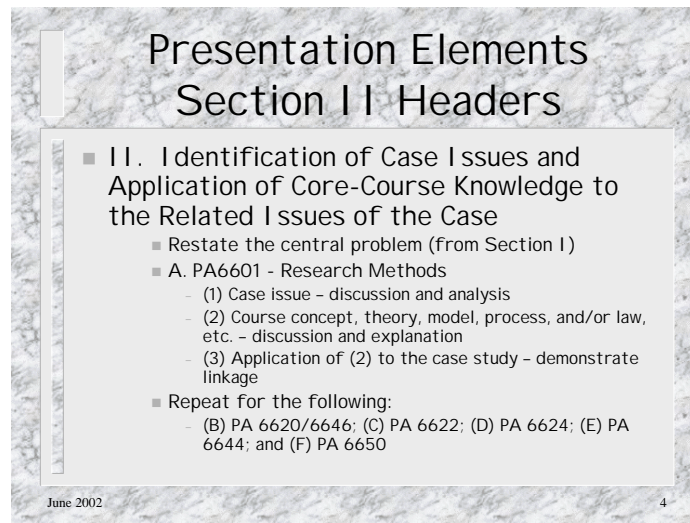 Presentation Elements
Section II Headers
II. Identification of Case Issues and
Application of Core-Course Knowledge to
the Related Issues of the Case
Restate the central problem (from Section I)
A. PA6601 - Research Methods
– (1) Case issue – discussion and analysis
– (2) Course concept, theory, model, process, and/or law,
etc. – discussion and explanation
– (3) Application of (2) to the case study – demonstrate
linkage
Repeat for the following:
– (B) PA 6620/6646; (C) PA 6622; (D) PA 6624; (E) PA
6644; and (F) PA 6650
June 2002
4